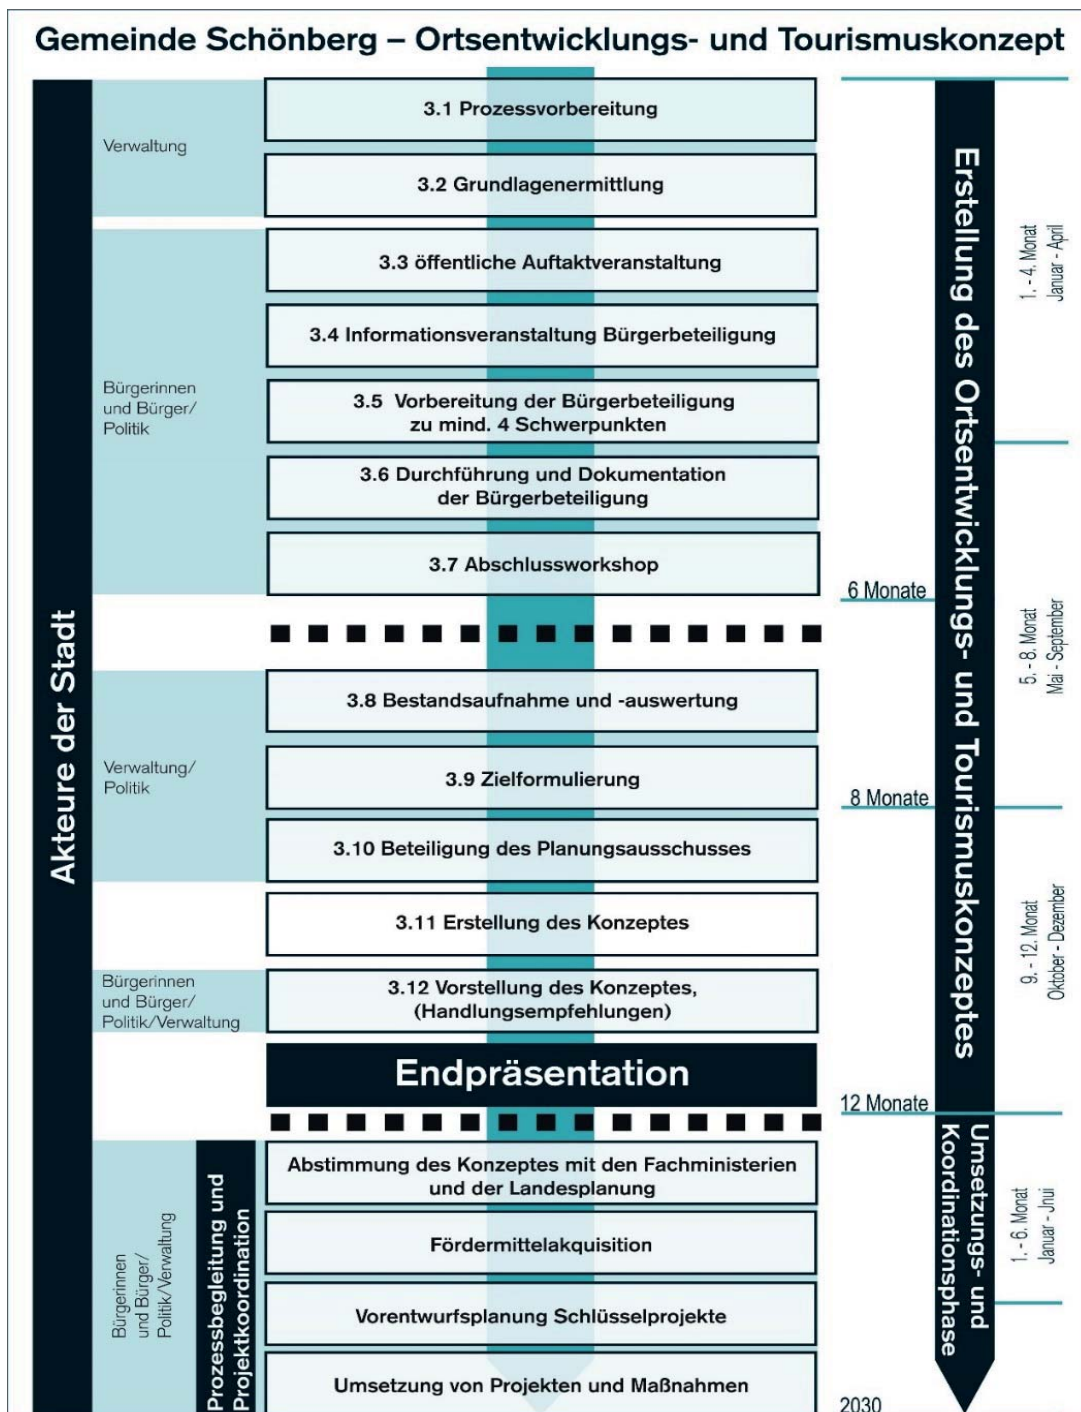 Gemeinde Schönberg – Ortsentwicklungs- und Tourismuskonzept
Akteure der Stadt
Verwaltung
3.1 Prozessvorbereitung
3.2 Grundlagenermittlung
Bürgerinnen
und Bürger/
Politik
3.3 öffentliche Auftaktveranstaltung
3.4 Informationsveranstaltung Bürgerbeteiligung
3.5 Vorbereitung der Bürgerbeteiligung
zu mind. 4 Schwerpunkten
3.6 Durchführung und Dokumentation
der Bürgerbeteiligung
3.7 Abschlussworkshop
Verwaltung/
Politik
3.8 Bestandsaufnahme und -auswertung
3.9 Zielformulierung
3.10 Beteiligung des Planungsausschusses
3.11 Erstellung des Konzeptes
Bürgerinnen
und Bürger/
Politik/Verwaltung
3.12 Vorstellung des Konzeptes,
(Handlungsempfehlungen)
Endpräsentation
Bürgerinnen
und Bürger/
Politik/Verwaltung
Prozessbegleitung und
Projektkoordination
Abstimmung des Konzeptes mit den Fachministerien
und der Landesplanung
Fördermittelakquisition
Vorentwurfsplanung Schlüsselprojekte
Umsetzung von Projekten und Maßnahmen
6 Monate
8 Monate
12 Monate
2030
Erstellung des Ortsentwicklungs- und Tourismuskonzeptes
Umsetzungs- und
Koordinationsphase
1. - 4. Monat
Januar - April
5. - 8. Monat
Mai - September
9. - 12. Monat
Oktober - Dezember
1. - 6. Monat
Januar - Jnui